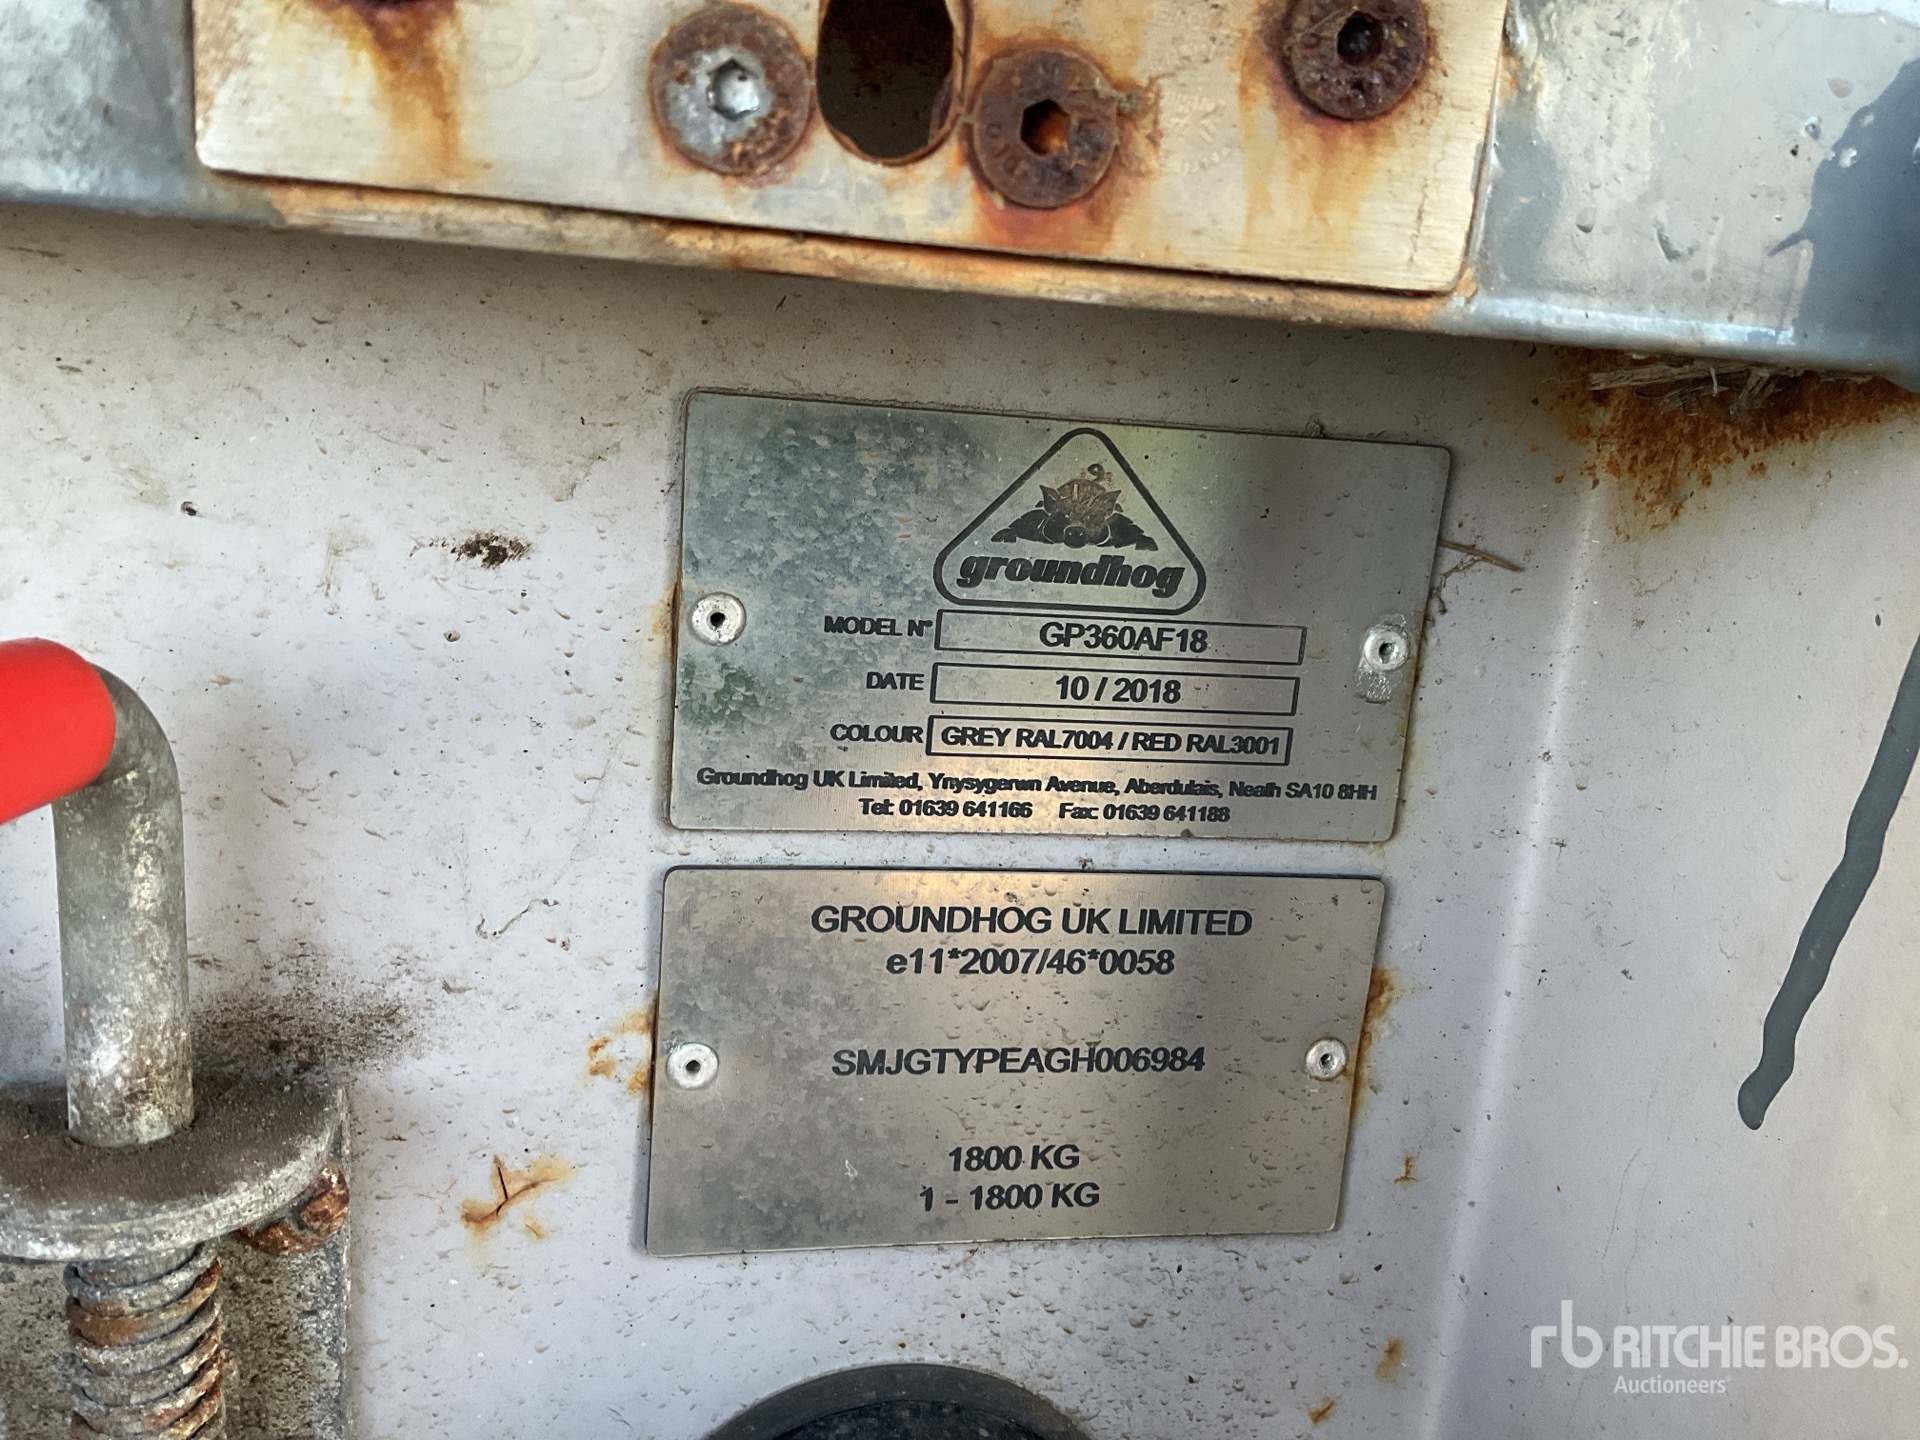 groundhog
MODEL Nº GP360AF18
DATE 10 / 2018
COLOUR GREY RAL7004 / RED RAL3001
Groundhog UK Limited, Ynysygerwn Avenue, Aberdulais, Neath SA10 8HH
Tel: 01639 641166 Fax: 01639 641188
GROUNDHOG UK LIMITED
e11*2007/46*0058
SMJGTYPEAGH006984
1800 KG
1 - 1800 KG
rb RITCHIE BROS.
Auctioneers